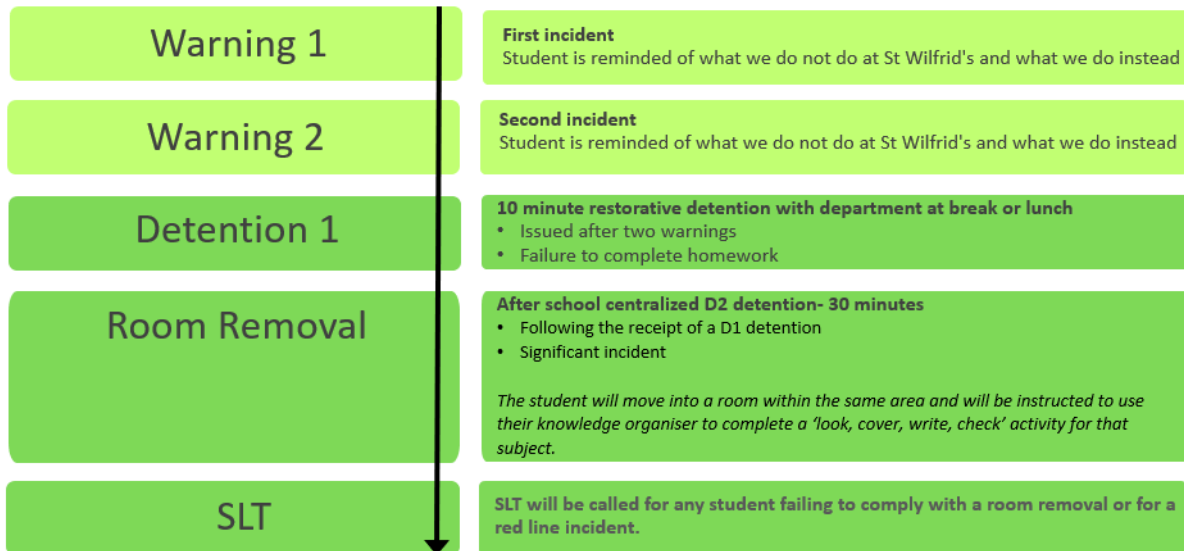 Warning 1
First incident
Student is reminded of what we do not do at St Wilfrid's and what we do instead
Warning 2
Second incident
Student is reminded of what we do not do at St Wilfrid's and what we do instead
Detention 1
10 minute restorative detention with department at break or lunch
• Issued after two warnings
• Failure to complete homework
Room Removal
After school centralized D2 detention- 30 minutes
• Following the receipt of a D1 detention
• Significant incident
The student will move into a room within the same area and will be instructed to use
their knowledge organiser to complete a ‘look, cover, write, check’ activity for that
subject.
SLT
SLT will be called for any student failing to comply with a room removal or for a
red line incident.